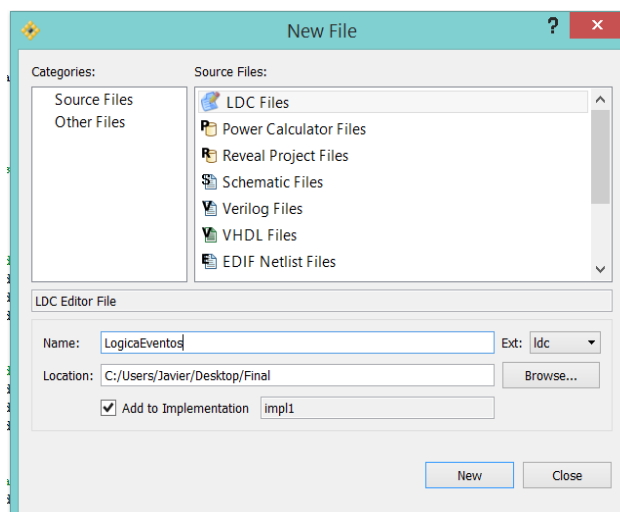 New File
?
×
Categories:
Source Files:
Source Files
Other Files
LDC Files
Power Calculator Files
Reveal Project Files
Schematic Files
Verilog Files
VHDL Files
EDIF Netlist Files
LDC Editor File
Name: LogicaEventos Ext: ldc
Location: C:/Users/Javier/Desktop/Final Browse...
Add to Implementation impl1
New Close